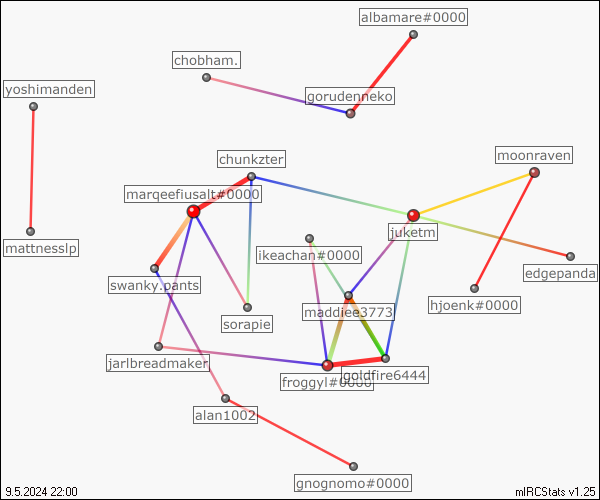 albamare#0000
chobham.
yoshimanden
gorudenneko
moonraven
chunkzter
marqeefiusalt#0000
juketm
mattnesslp
ikeachan#0000
edgepanda
swanky.pants
hjoenk#0000
maddiee3773
sorapie
jarlbreadmaker
goldfire6444
froggyl#0000
alan1002
gnognomo#0000
9.5.2024 22:00
mIRCStats v1.25